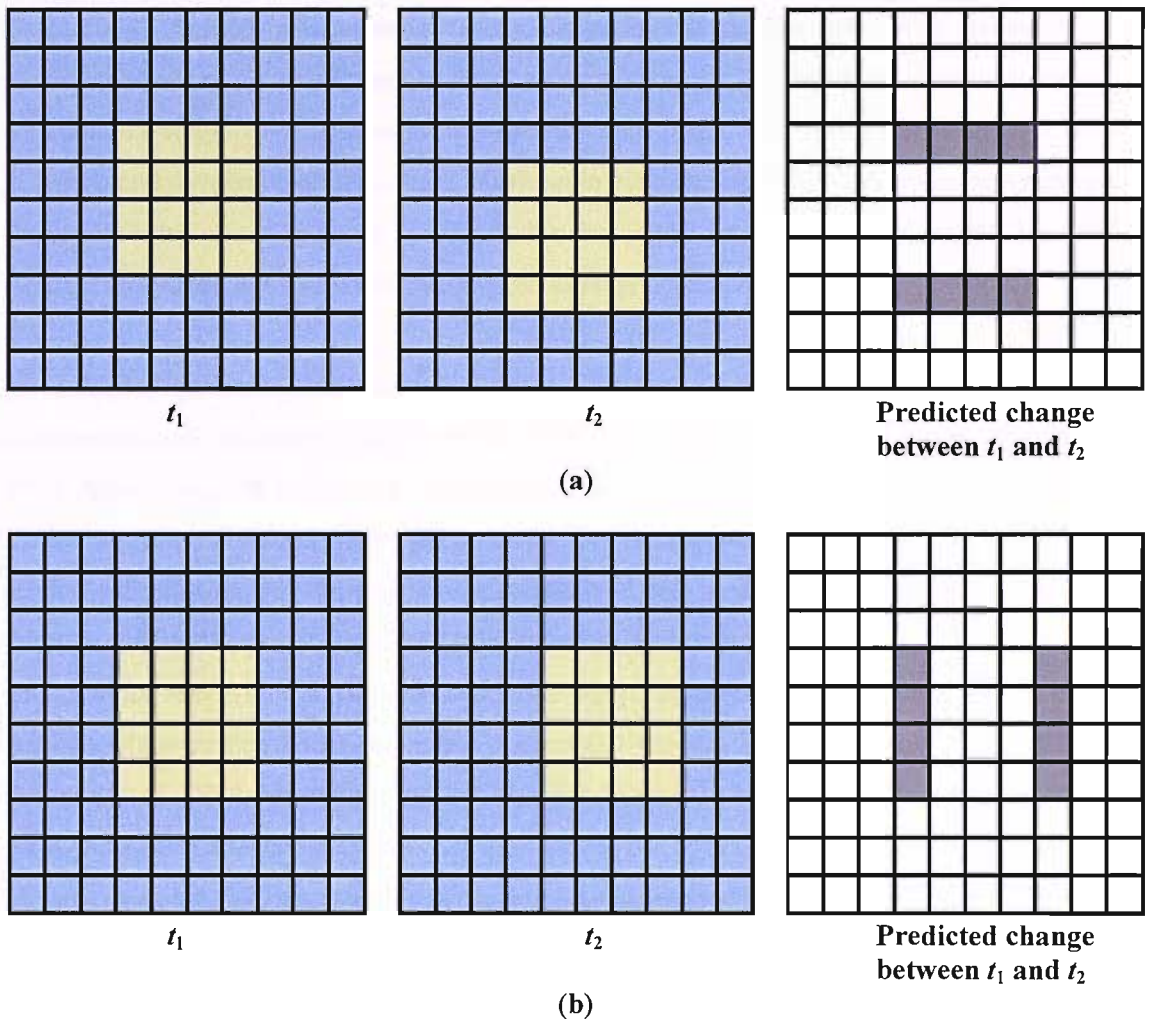 t₁
t₂
Predicted change
between t₁ and t₂
(a)
t₁
t₂
Predicted change
between t₁ and t₂
(b)